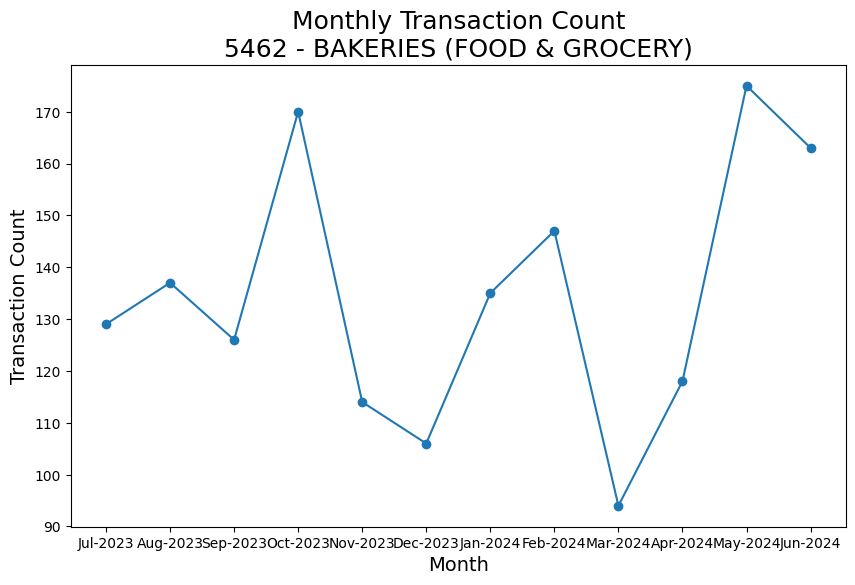 Monthly Transaction Count
5462 - BAKERIES (FOOD & GROCERY)
Transaction Count
170
160
150
140
130
120
110
100
90
Jul-2023 Aug-2023 Sep-2023 Oct-2023 Nov-2023 Dec-2023 Jan-2024 Feb-2024 Mar-2024 Apr-2024 May-2024 Jun-2024
Month